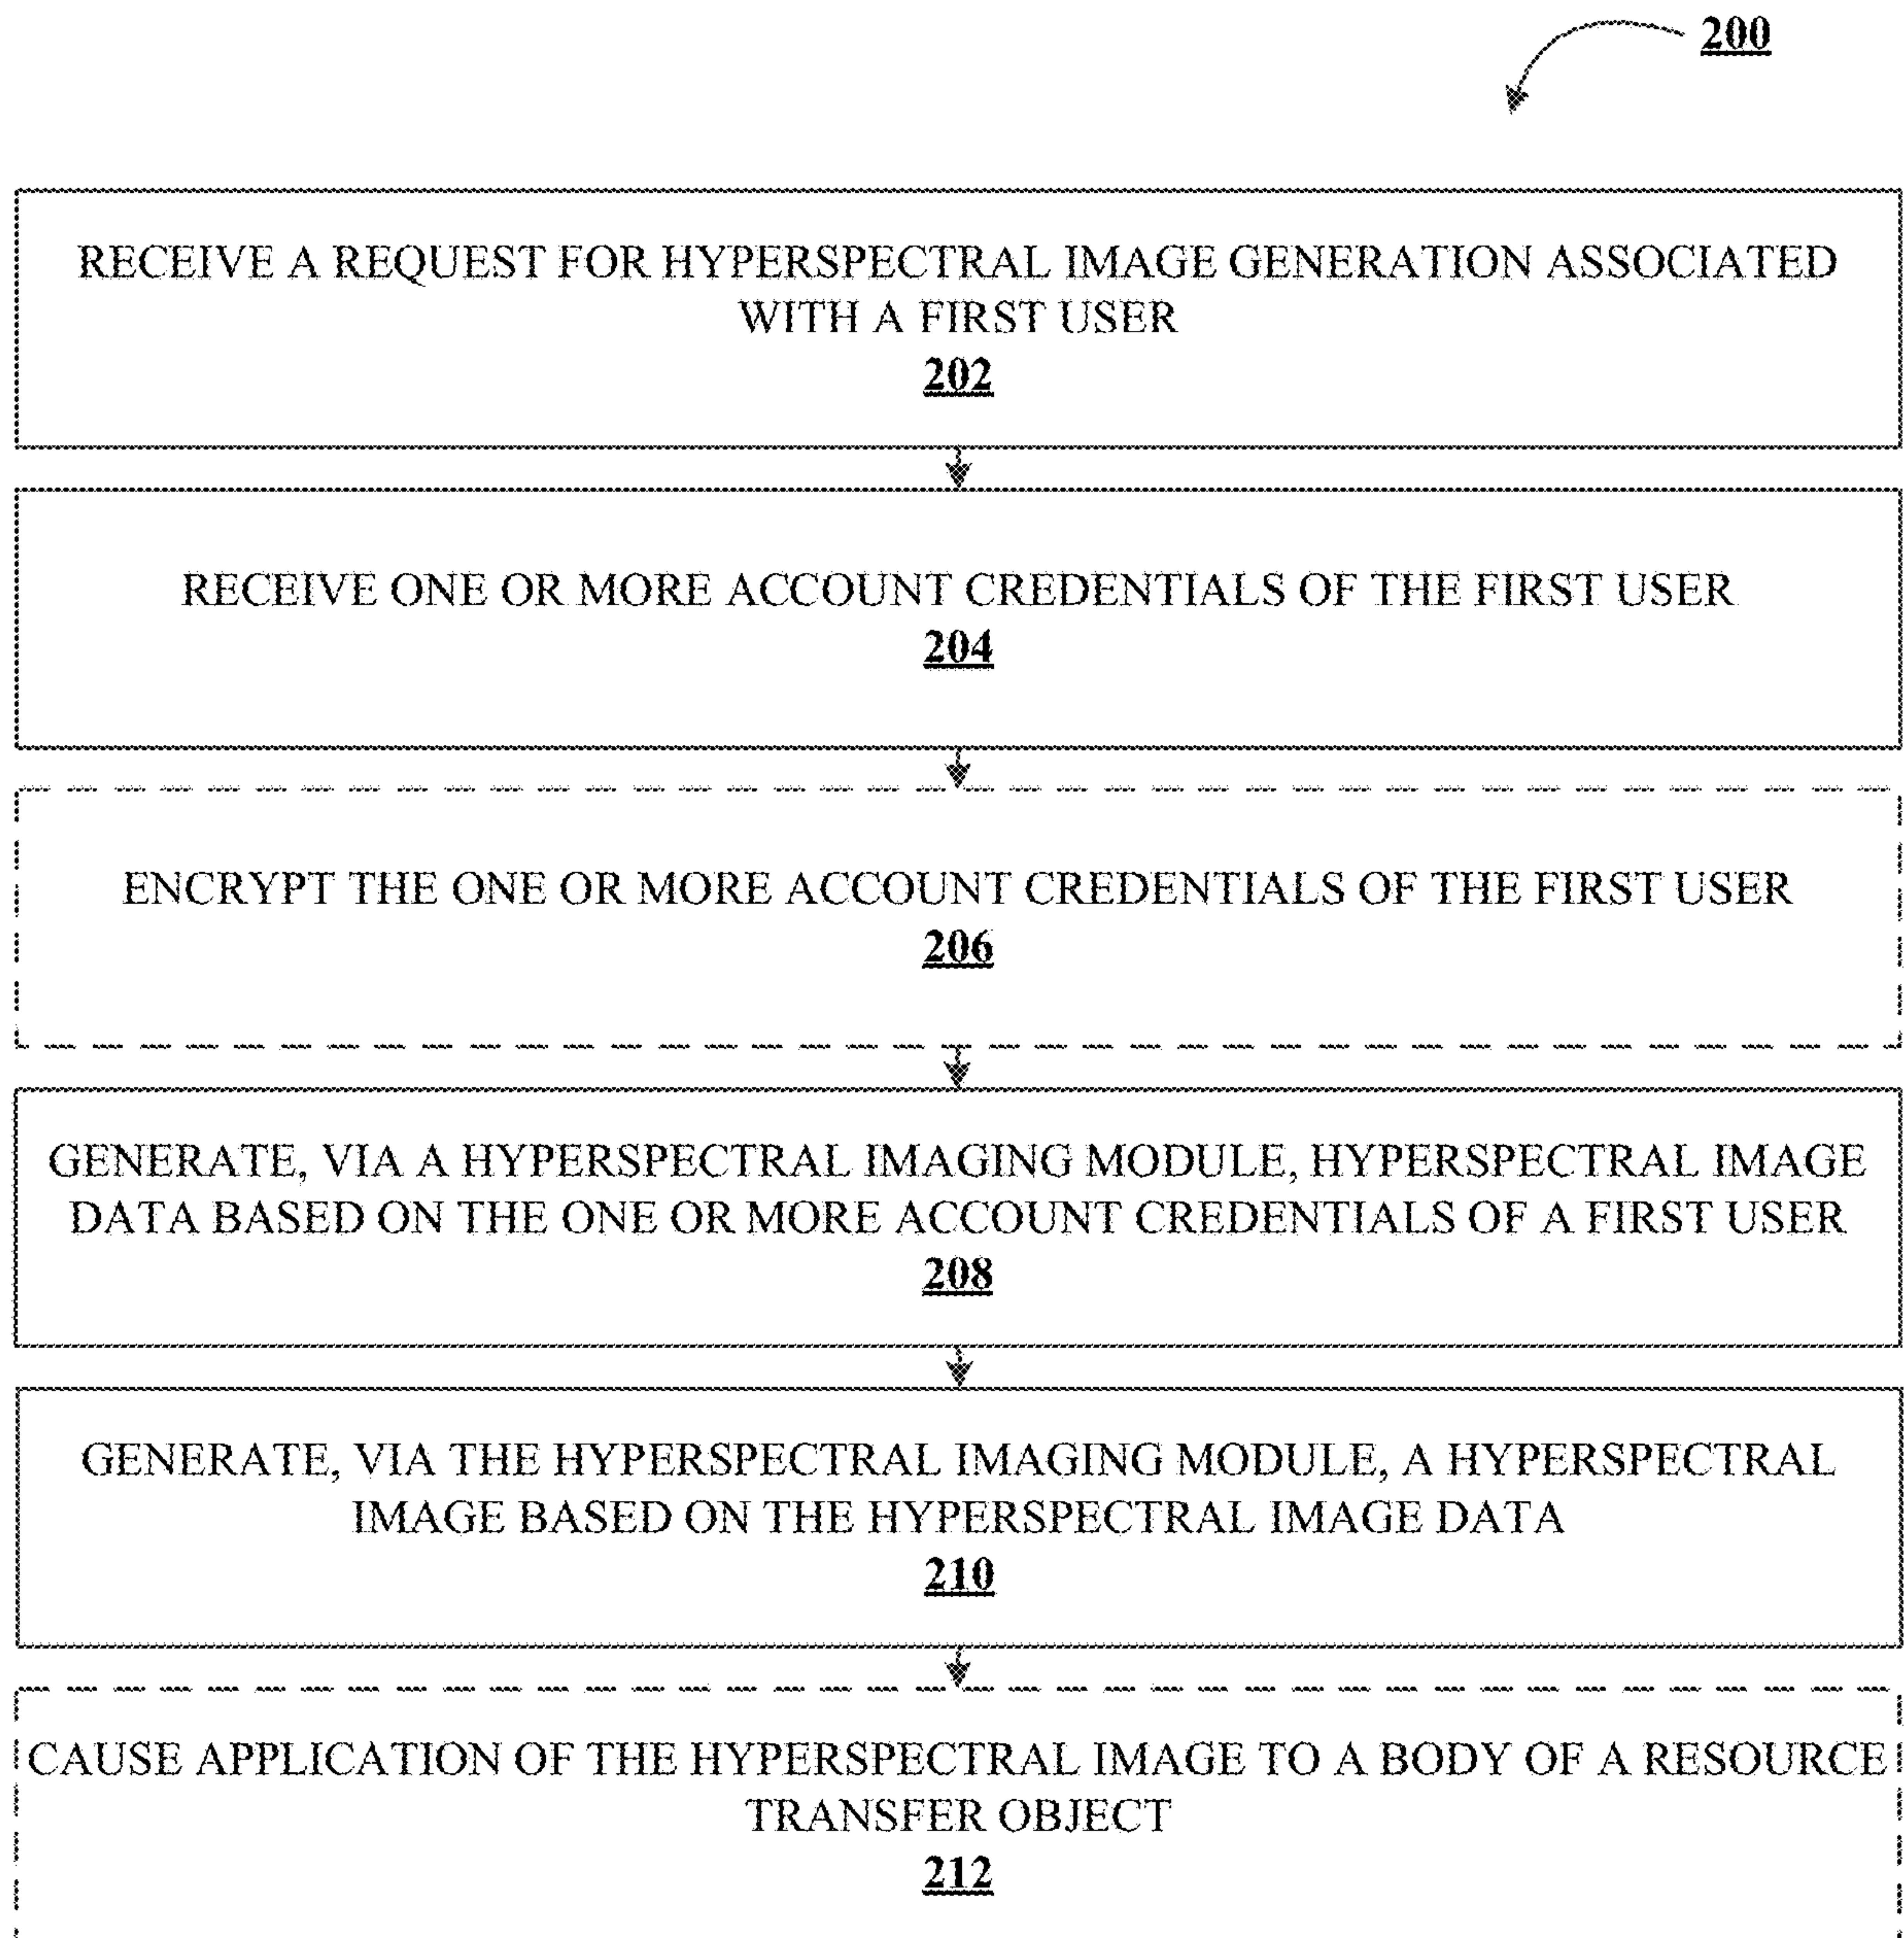 200
RECEIVE A REQUEST FOR HYPERSPECTRAL IMAGE GENERATION ASSOCIATED
WITH A FIRST USER
202
RECEIVE ONE OR MORE ACCOUNT CREDENTIALS OF THE FIRST USER
204
ENCRYPT THE ONE OR MORE ACCOUNT CREDENTIALS OF THE FIRST USER
206
GENERATE, VIA A HYPERSPECTRAL IMAGING MODULE, HYPERSPECTRAL IMAGE
DATA BASED ON THE ONE OR MORE ACCOUNT CREDENTIALS OF A FIRST USER
208
GENERATE, VIA THE HYPERSPECTRAL IMAGING MODULE, A HYPERSPECTRAL
IMAGE BASED ON THE HYPERSPECTRAL IMAGE DATA
210
CAUSE APPLICATION OF THE HYPERSPECTRAL IMAGE TO A BODY OF A RESOURCE
TRANSFER OBJECT
212